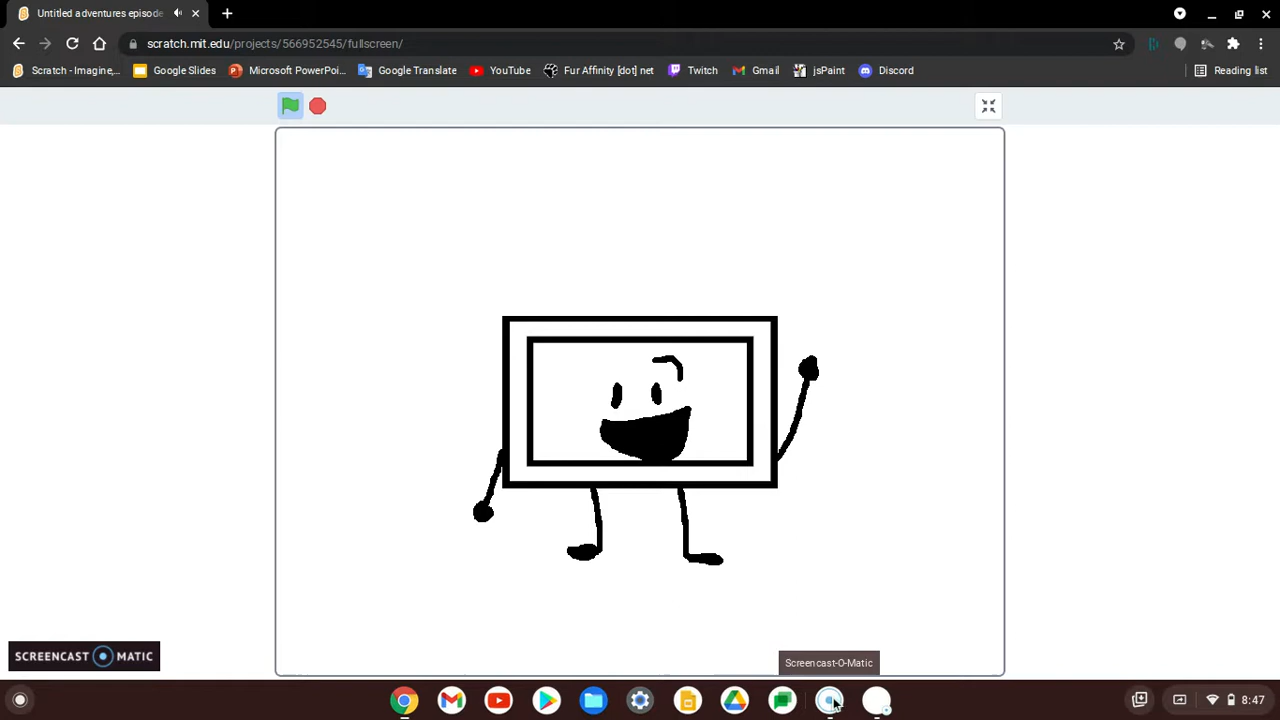 Untitled adventures episode
scratch.mit.edu/projects/566952545/fullscreen/
Scratch - Imagine,... Google Slides Microsoft PowerPoi... Google Translate YouTube Fur Affinity [dot] net Twitch Gmail jsPaint Discord Reading list
SCREENCAST MATIC
Screencast-O-Matic
8:47